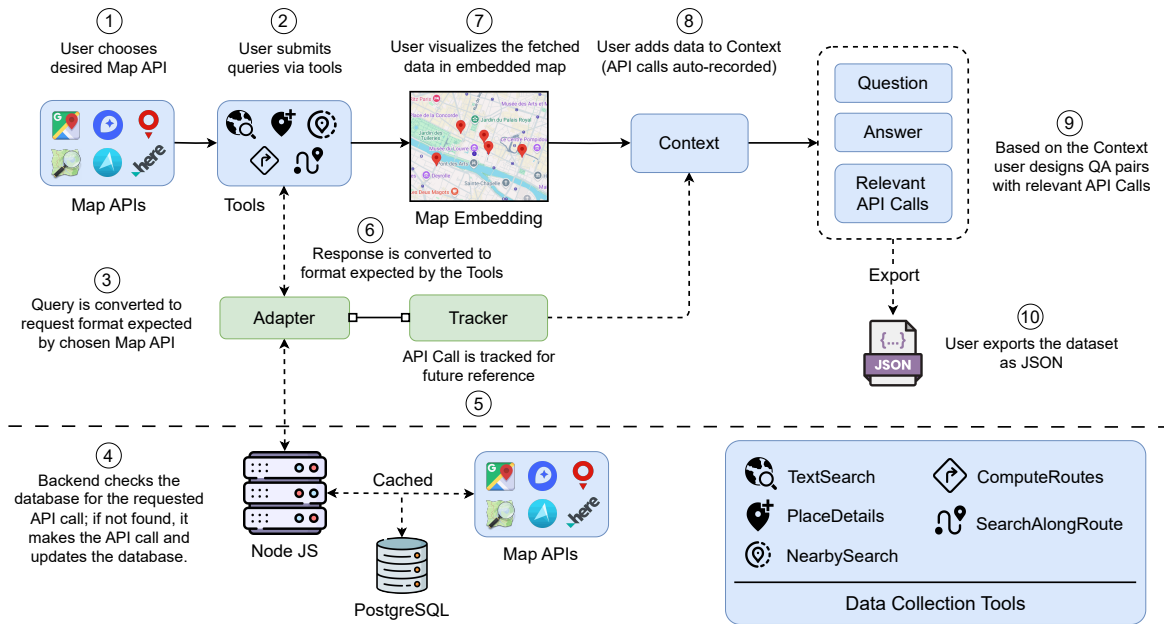 1
User chooses
desired Map API
Map APIs
2
User submits
queries via tools
Tools
7
User visualizes the fetched
data in embedded map
Map Embedding
8
User adds data to Context
(API calls auto-recorded)
Context
Question
Answer
Relevant
API Calls
9
Based on the Context
user designs QA pairs
with relevant API Calls
Export
{...}
JSON
10
User exports the dataset
as JSON
3
Query is converted to
request format expected
by chosen Map API
6
Response is converted to
format expected by the Tools
Adapter
Tracker
API Call is tracked for
future reference
5
4
Backend checks the
database for the requested
API call; if not found, it
makes the API call and
updates the database.
Node JS
Cached
PostgreSQL
here
Map APIs
TextSearch
PlaceDetails
NearbySearch
ComputeRoutes
SearchAlongRoute
Data Collection Tools